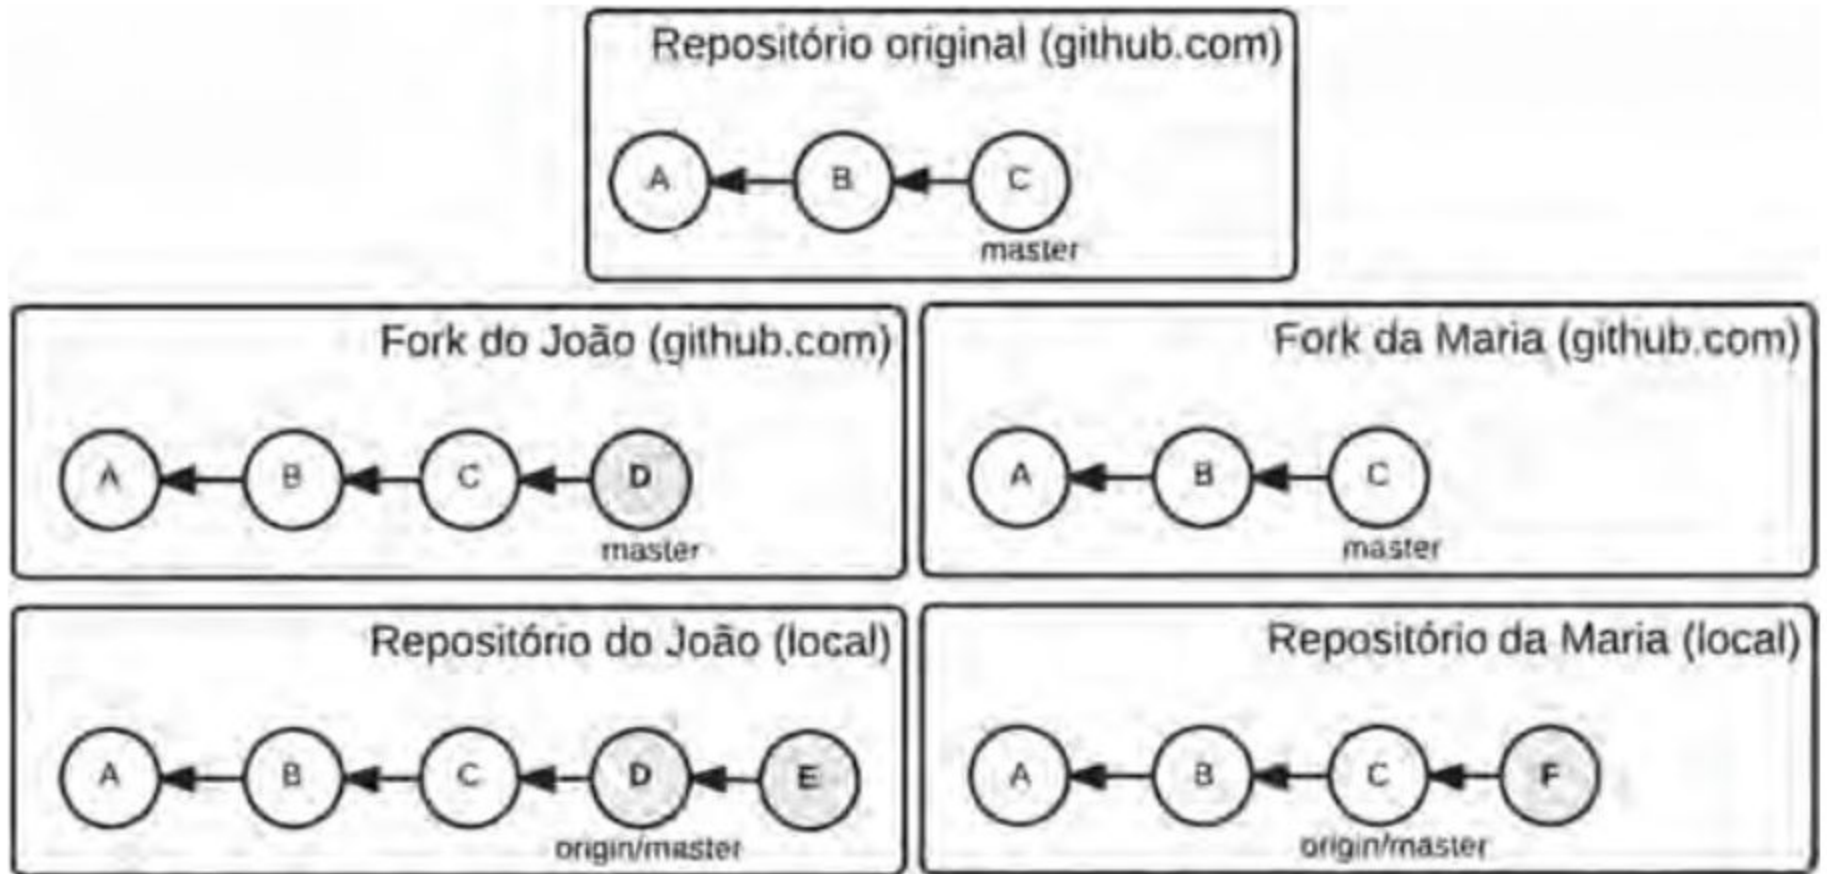 Repositório original (github.com)
A B C
master
Fork do João (github.com)
A B C D
master
Fork da Maria (github.com)
A B C
master
Repositório do João (local)
A B C D E
origin/master
Repositório da Maria (local)
A B C F
origin/master